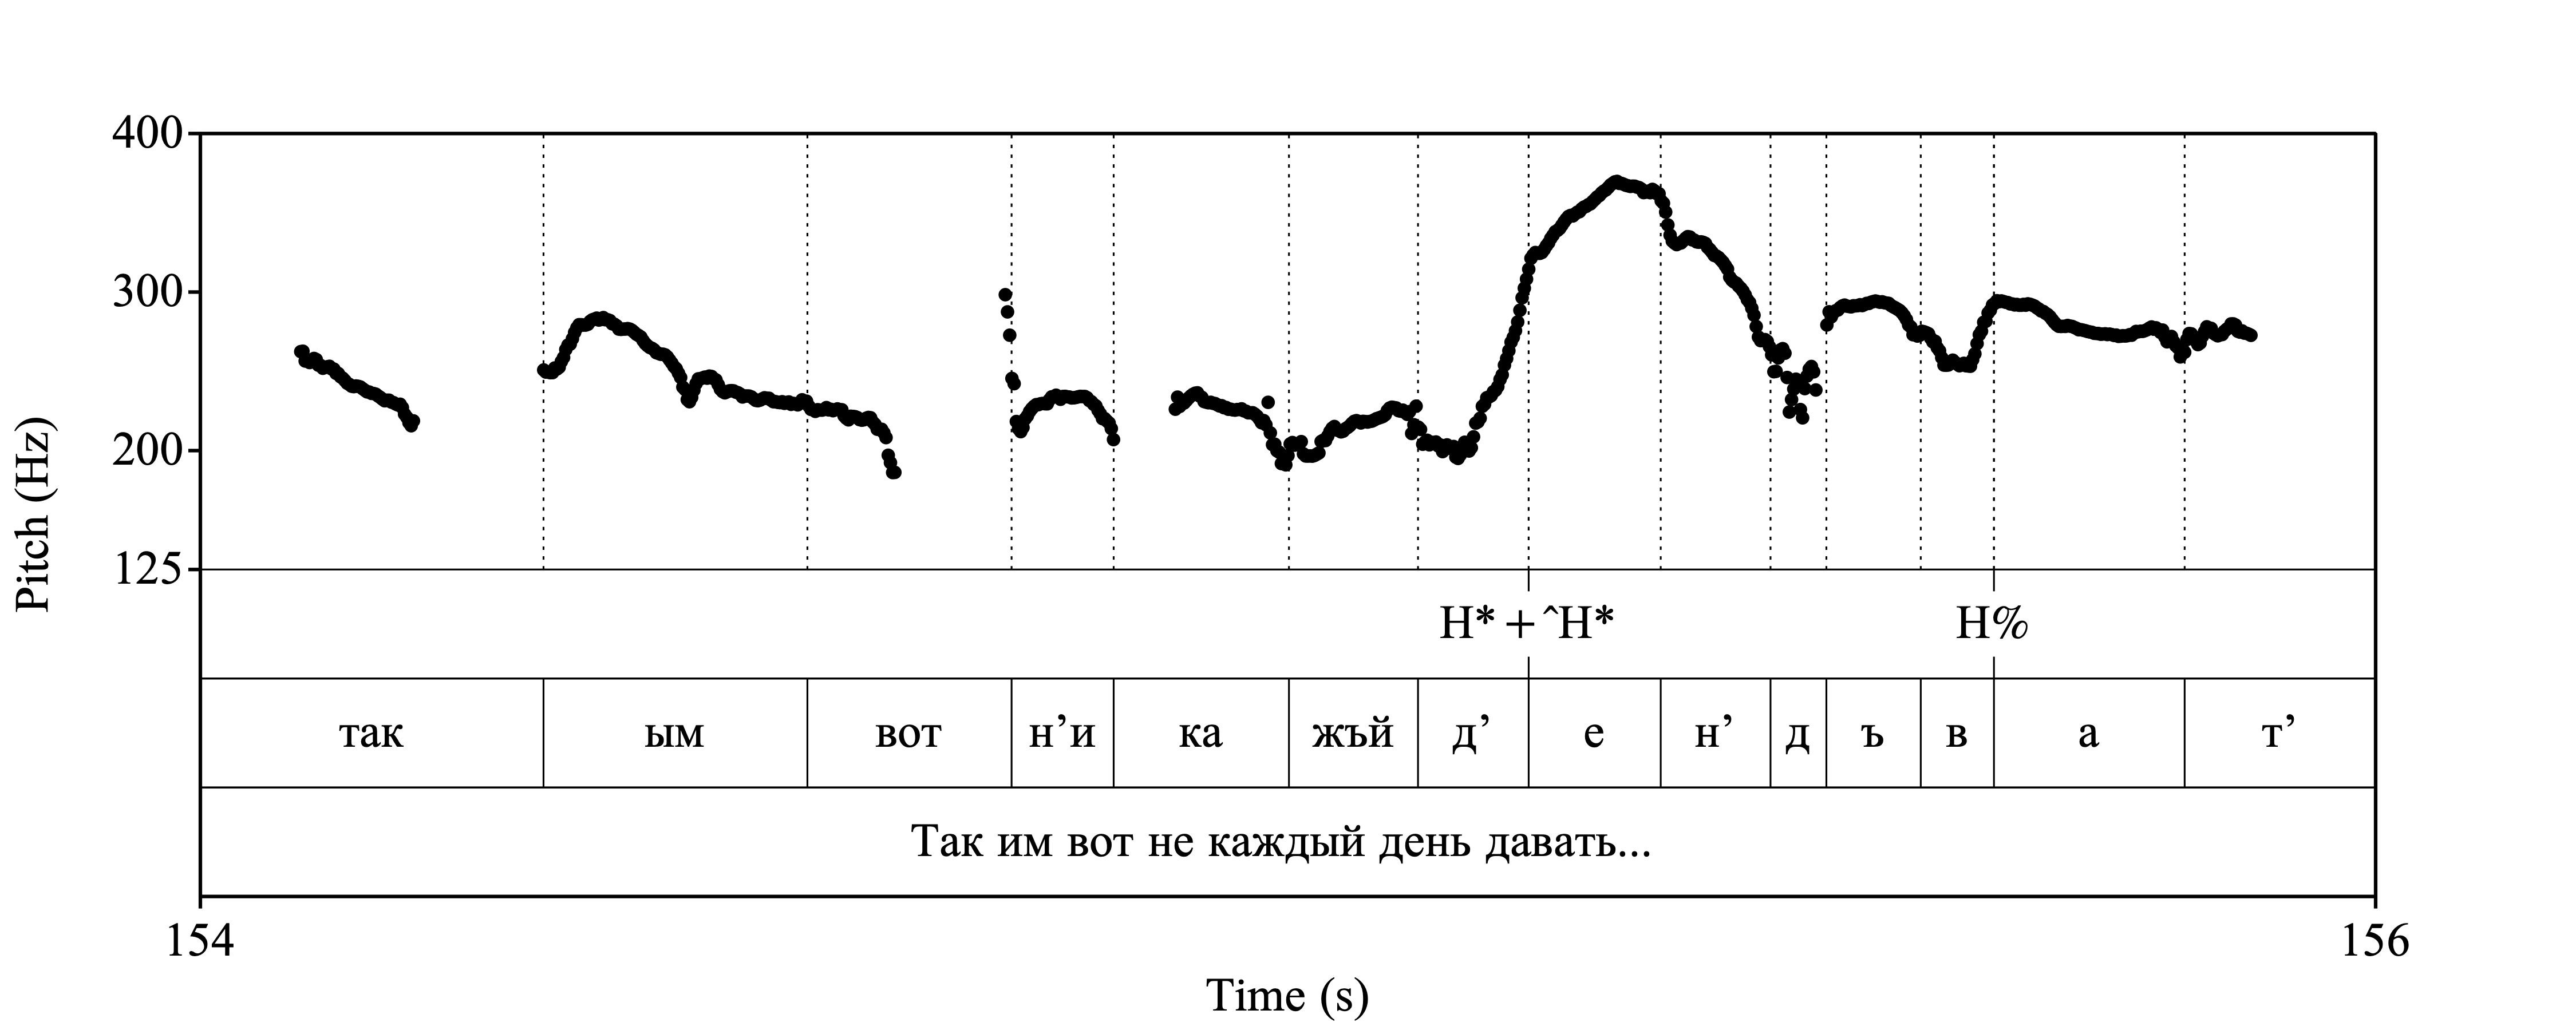 400
300
200
125
Pitch (Hz)
H* + ˆH* H%
так ым вот н’и ка жъй д’ е н’ д ъ в а т’
Так им вот не каждый день давать...
154 156
Time (s)